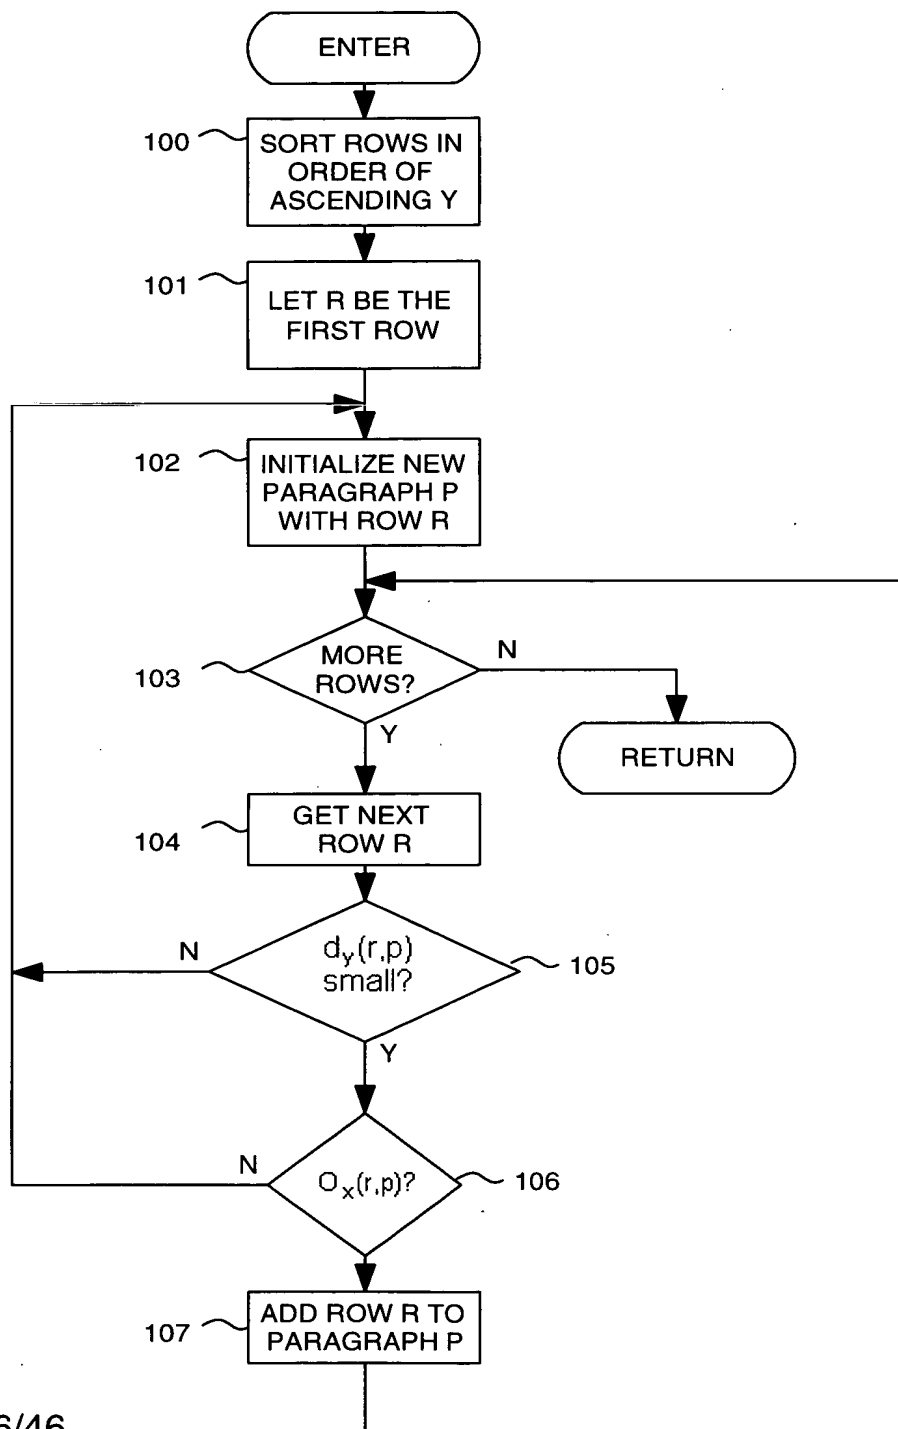 ENTER
100
SORT ROWS IN
ORDER OF
ASCENDING Y
101
LET R BE THE
FIRST ROW
102
INITIALIZE NEW
PARAGRAPH P
WITH ROW R
103
MORE
ROWS?
N
Y
RETURN
104
GET NEXT
ROW R
N
dy(r,p)
small?
105
Y
N
Ox(r,p)?
106
107
ADD ROW R TO
PARAGRAPH P
6/46